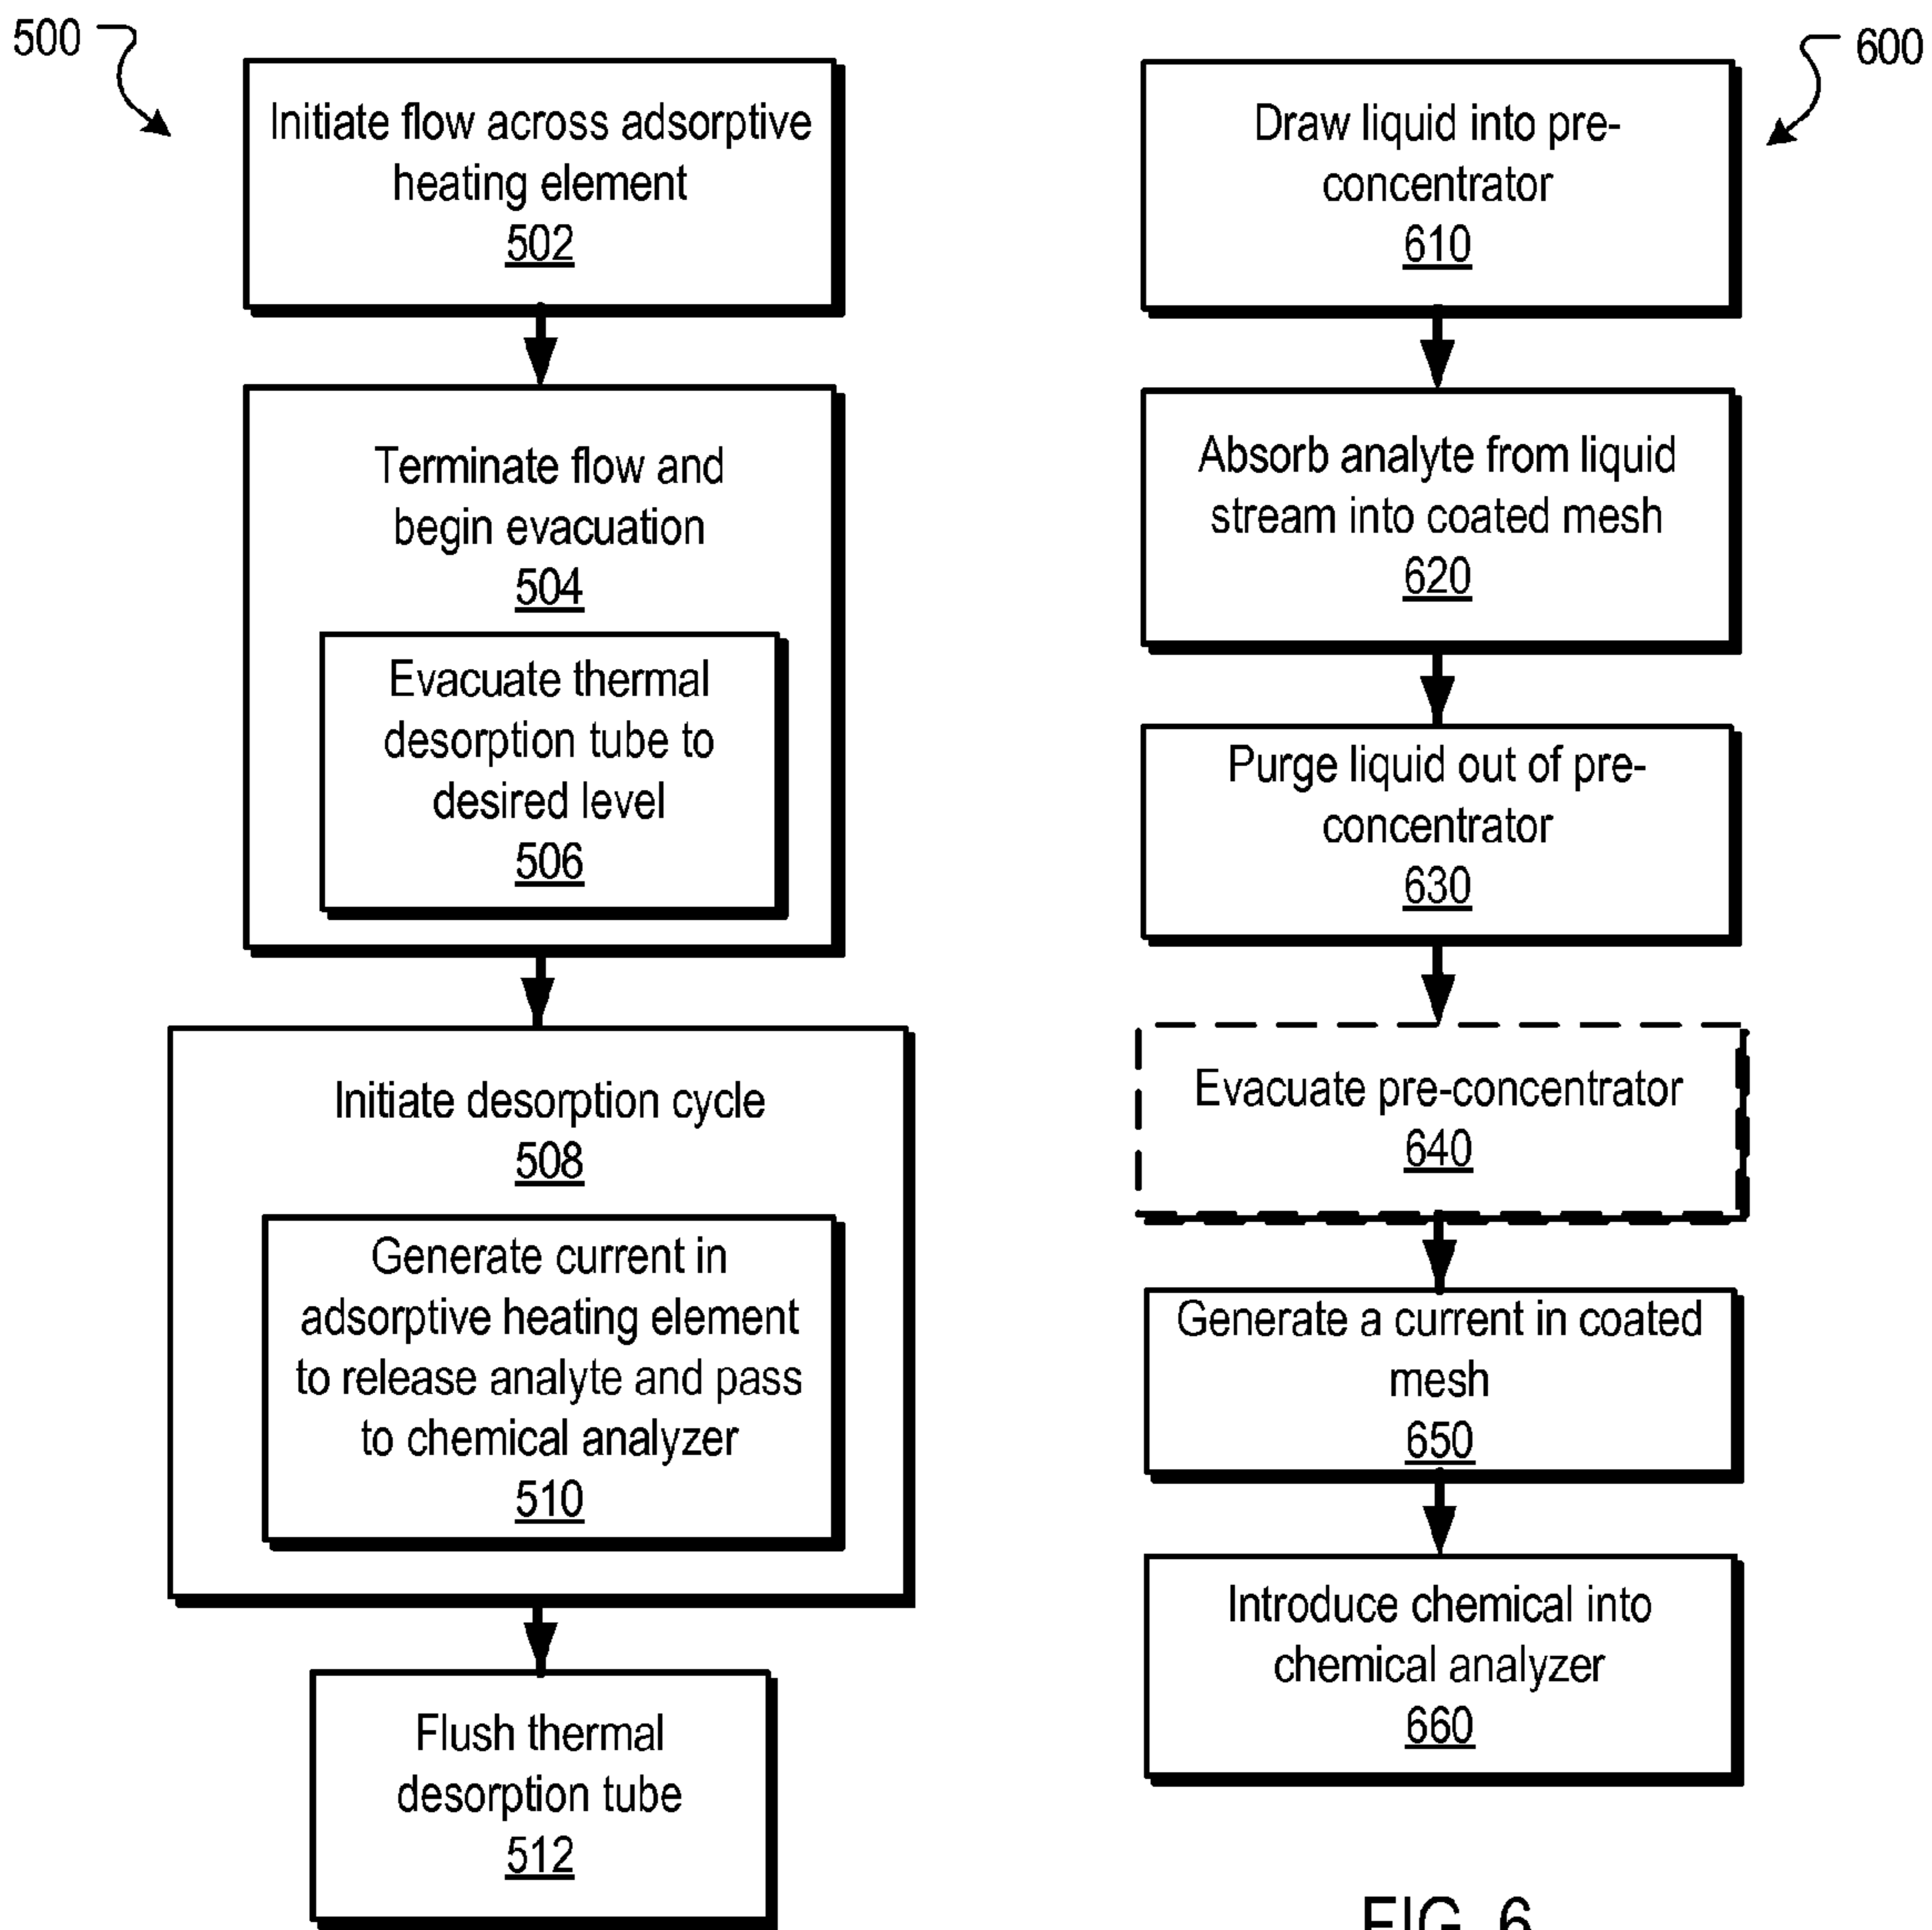 500
Initiate flow across adsorptive
heating element
502
Terminate flow and
begin evacuation
504
Evacuate thermal
desorption tube to
desired level
506
Initiate desorption cycle
508
Generate current in
adsorptive heating element
to release analyte and pass
to chemical analyzer
510
Flush thermal
desorption tube
512
600
Draw liquid into pre-
concentrator
610
Absorb analyte from liquid
stream into coated mesh
620
Purge liquid out of pre-
concentrator
630
Evacuate pre-concentrator
640
Generate a current in coated
mesh
650
Introduce chemical into
chemical analyzer
660
FIG. 6